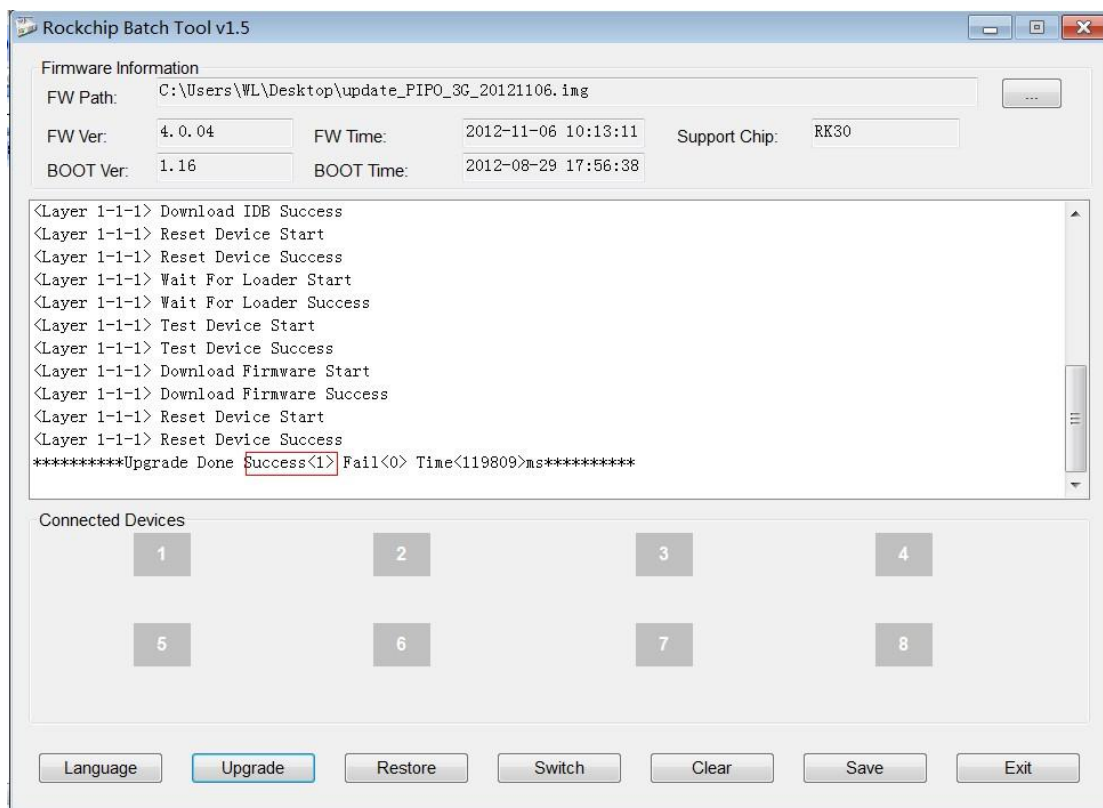 Rockchip Batch Tool v1.5
Firmware Information
FW Path: C:\Users\WL\Desktop\update_PIPO_3G_20121106.img ...
FW Ver: 4.0.04 FW Time: 2012-11-06 10:13:11 Support Chip: RK30
BOOT Ver: 1.16 BOOT Time: 2012-08-29 17:56:38
<Layer 1-1-1> Download IDB Success
<Layer 1-1-1> Reset Device Start
<Layer 1-1-1> Reset Device Success
<Layer 1-1-1> Wait For Loader Start
<Layer 1-1-1> Wait For Loader Success
<Layer 1-1-1> Test Device Start
<Layer 1-1-1> Test Device Success
<Layer 1-1-1> Download Firmware Start
<Layer 1-1-1> Download Firmware Success
<Layer 1-1-1> Reset Device Start
<Layer 1-1-1> Reset Device Success
**********Upgrade Done Success<1> Fail<0> Time<119809>ms**********
Connected Devices
1 2 3 4
5 6 7 8
Language Upgrade Restore Switch Clear Save Exit